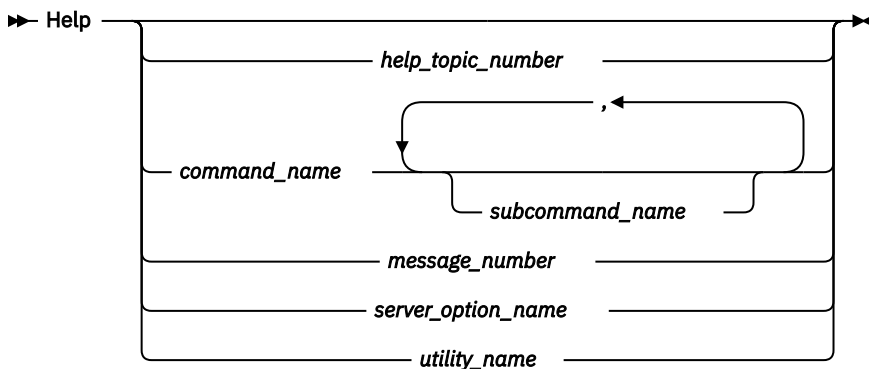 Help
help_topic_number
,
command_name
subcommand_name
message_number
server_option_name
utility_name